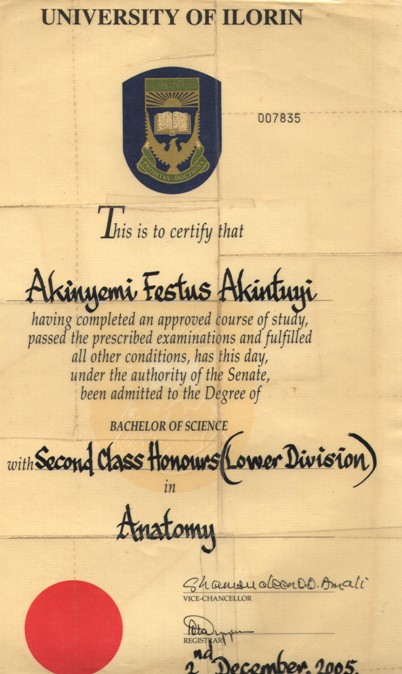 UNIVERSITY OF ILORIN
007835
This is to certify that
Akinyemi Festus Akintuyi
having completed an approved course of study,
passed the prescribed examinations and fulfilled
all other conditions, has this day,
under the authority of the Senate,
been admitted to the Degree of
BACHELOR OF SCIENCE
with Second Class Honours (Lower Division)
in
Anatomy
VICE-CHANCELLOR
REGISTRAR
2nd December, 2005.